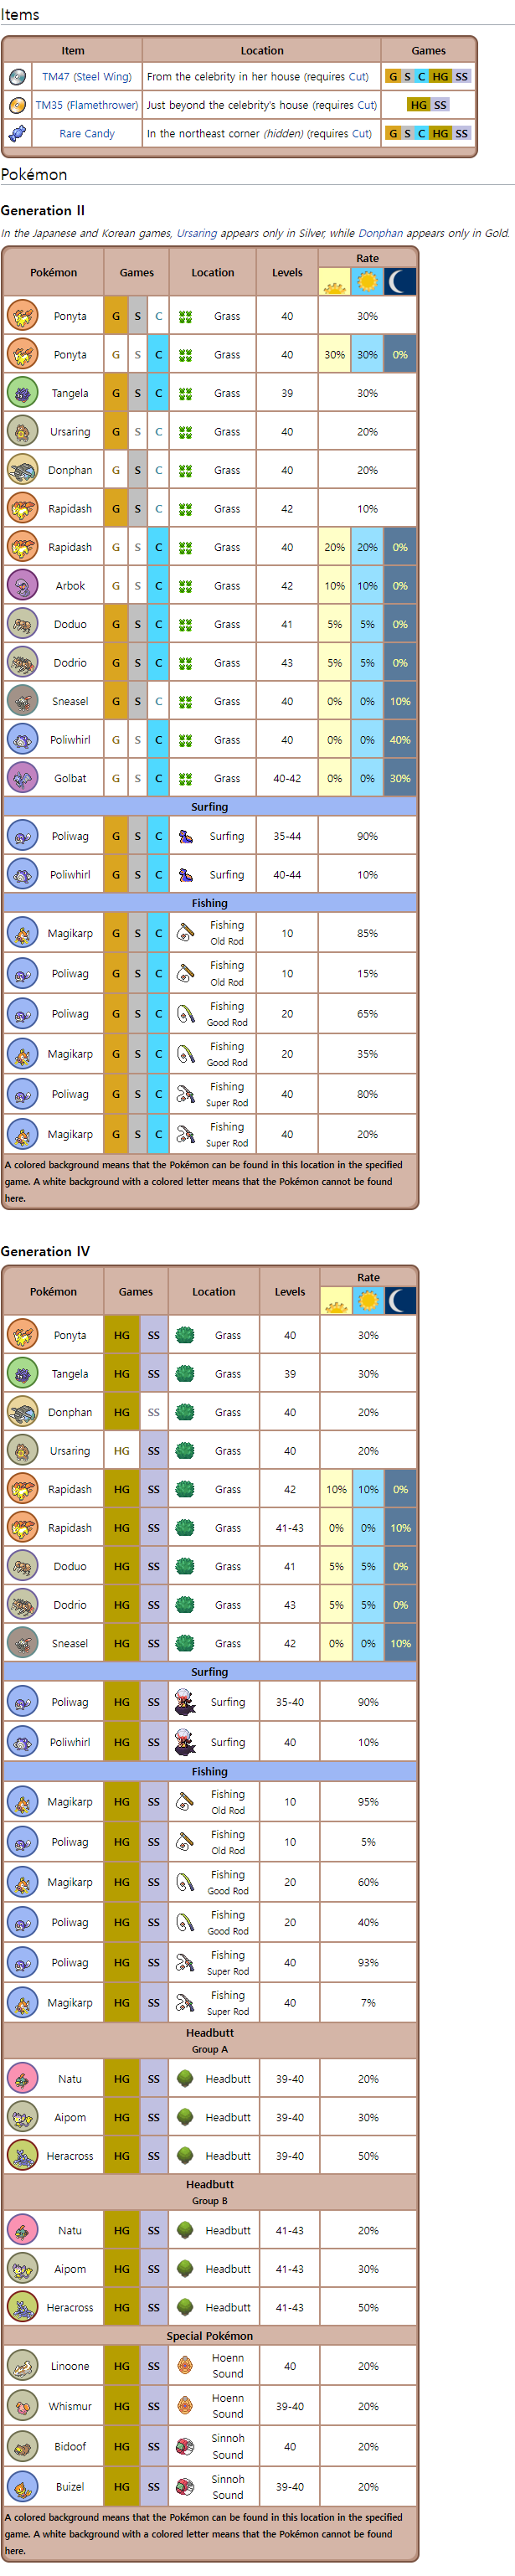 Items
Item Location Games
TM47 (Steel Wing) From the celebrity in her house (requires Cut) G S C HG SS
TM35 (Flamethrower) Just beyond the celebrity's house (requires Cut) HG SS
Rare Candy In the northeast corner (hidden) (requires Cut) G S C HG SS
Pokémon
Generation II
In the Japanese and Korean games, Ursaring appears only in Silver, while Donphan appears only in Gold.
Pokémon Games Location Levels Rate
Ponyta G S C Grass 40 30%
Ponyta G S C Grass 40 30% 30% 0%
Tangela G S C Grass 39 30%
Ursaring G S C Grass 40 20%
Donphan G S C Grass 40 20%
Rapidash G S C Grass 42 10%
Rapidash G S C Grass 40 20% 20% 0%
Arbok G S C Grass 42 10% 10% 0%
Doduo G S C Grass 41 5% 5% 0%
Dodrio G S C Grass 43 5% 5% 0%
Sneasel G S C Grass 40 0% 0% 10%
Poliwhirl G S C Grass 40 0% 0% 40%
Golbat G S C Grass 40-42 0% 0% 30%
Surfing
Poliwag G S C Surfing 35-44 90%
Poliwhirl G S C Surfing 40-44 10%
Fishing
Magikarp G S C Fishing Old Rod 10 85%
Poliwag G S C Fishing Old Rod 10 15%
Poliwag G S C Fishing Good Rod 20 65%
Magikarp G S C Fishing Good Rod 20 35%
Poliwag G S C Fishing Super Rod 40 80%
Magikarp G S C Fishing Super Rod 40 20%
A colored background means that the Pokémon can be found in this location in the specified
game. A white background with a colored letter means that the Pokémon cannot be found
here.
Generation IV
Pokémon Games Location Levels Rate
Ponyta HG SS Grass 40 30%
Tangela HG SS Grass 39 30%
Donphan HG SS Grass 40 20%
Ursaring HG SS Grass 40 20%
Rapidash HG SS Grass 42 10% 10% 0%
Rapidash HG SS Grass 41-43 0% 0% 10%
Doduo HG SS Grass 41 5% 5% 0%
Dodrio HG SS Grass 43 5% 5% 0%
Sneasel HG SS Grass 42 0% 0% 10%
Surfing
Poliwag HG SS Surfing 35-40 90%
Poliwhirl HG SS Surfing 40 10%
Fishing
Magikarp HG SS Fishing Old Rod 10 95%
Poliwag HG SS Fishing Old Rod 10 5%
Magikarp HG SS Fishing Good Rod 20 60%
Poliwag HG SS Fishing Good Rod 20 40%
Poliwag HG SS Fishing Super Rod 40 93%
Magikarp HG SS Fishing Super Rod 40 7%
Headbutt
Group A
Natu HG SS Headbutt 39-40 20%
Aipom HG SS Headbutt 39-40 30%
Heracross HG SS Headbutt 39-40 50%
Headbutt
Group B
Natu HG SS Headbutt 41-43 20%
Aipom HG SS Headbutt 41-43 30%
Heracross HG SS Headbutt 41-43 50%
Special Pokémon
Linoone HG SS Hoenn Sound 40 20%
Whismur HG SS Hoenn Sound 39-40 20%
Bidoof HG SS Sinnoh Sound 40 20%
Buizel HG SS Sinnoh Sound 39-40 20%
A colored background means that the Pokémon can be found in this location in the specified
game. A white background with a colored letter means that the Pokémon cannot be found
here.